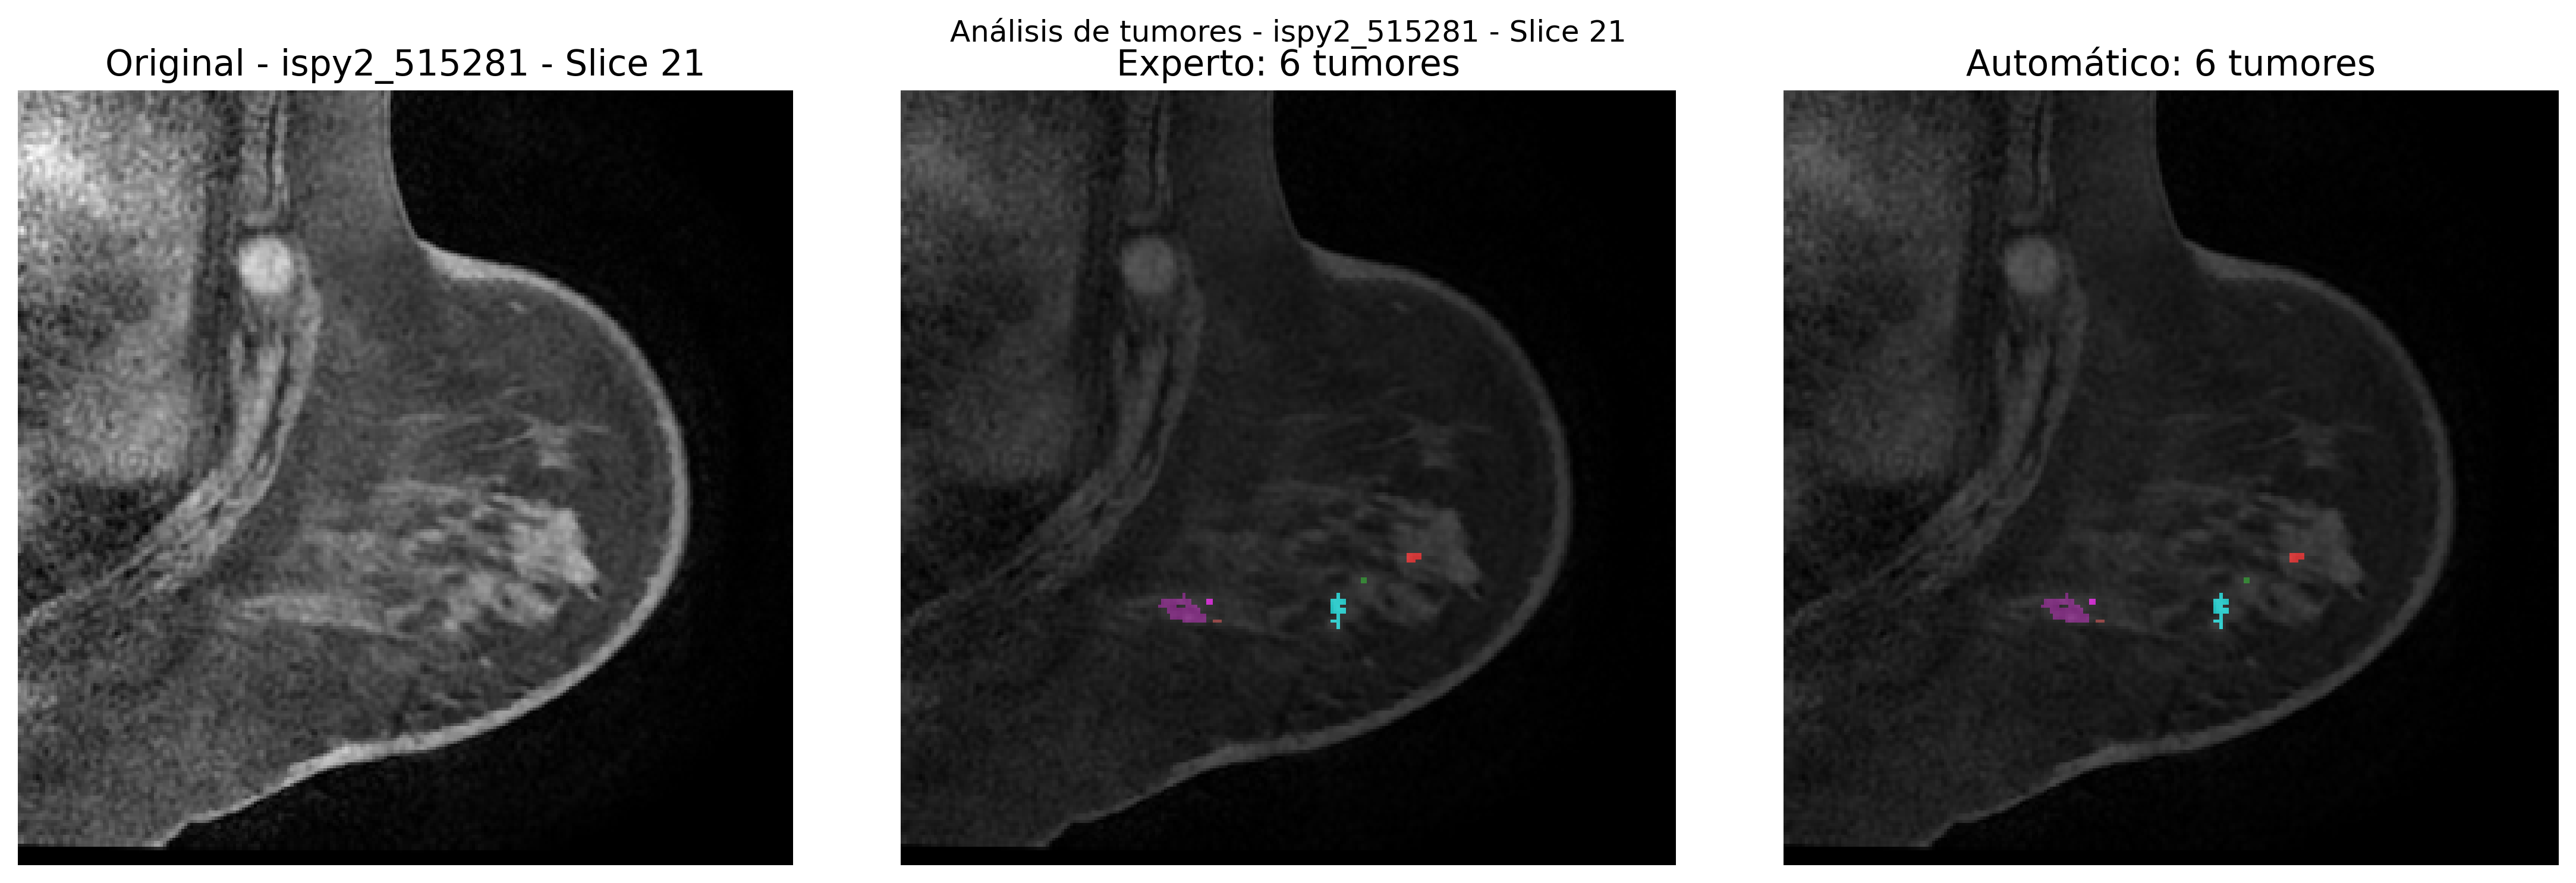 Análisis de tumores - ispy2_515281 - Slice 21
Original - ispy2_515281 - Slice 21
Experto: 6 tumores
Automático: 6 tumores